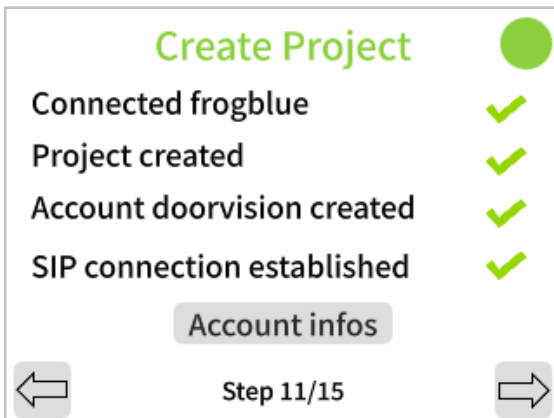 Create Project
Connected frogblue
Project created
Account doorvision created
SIP connection established
Account infos
Step 11/15